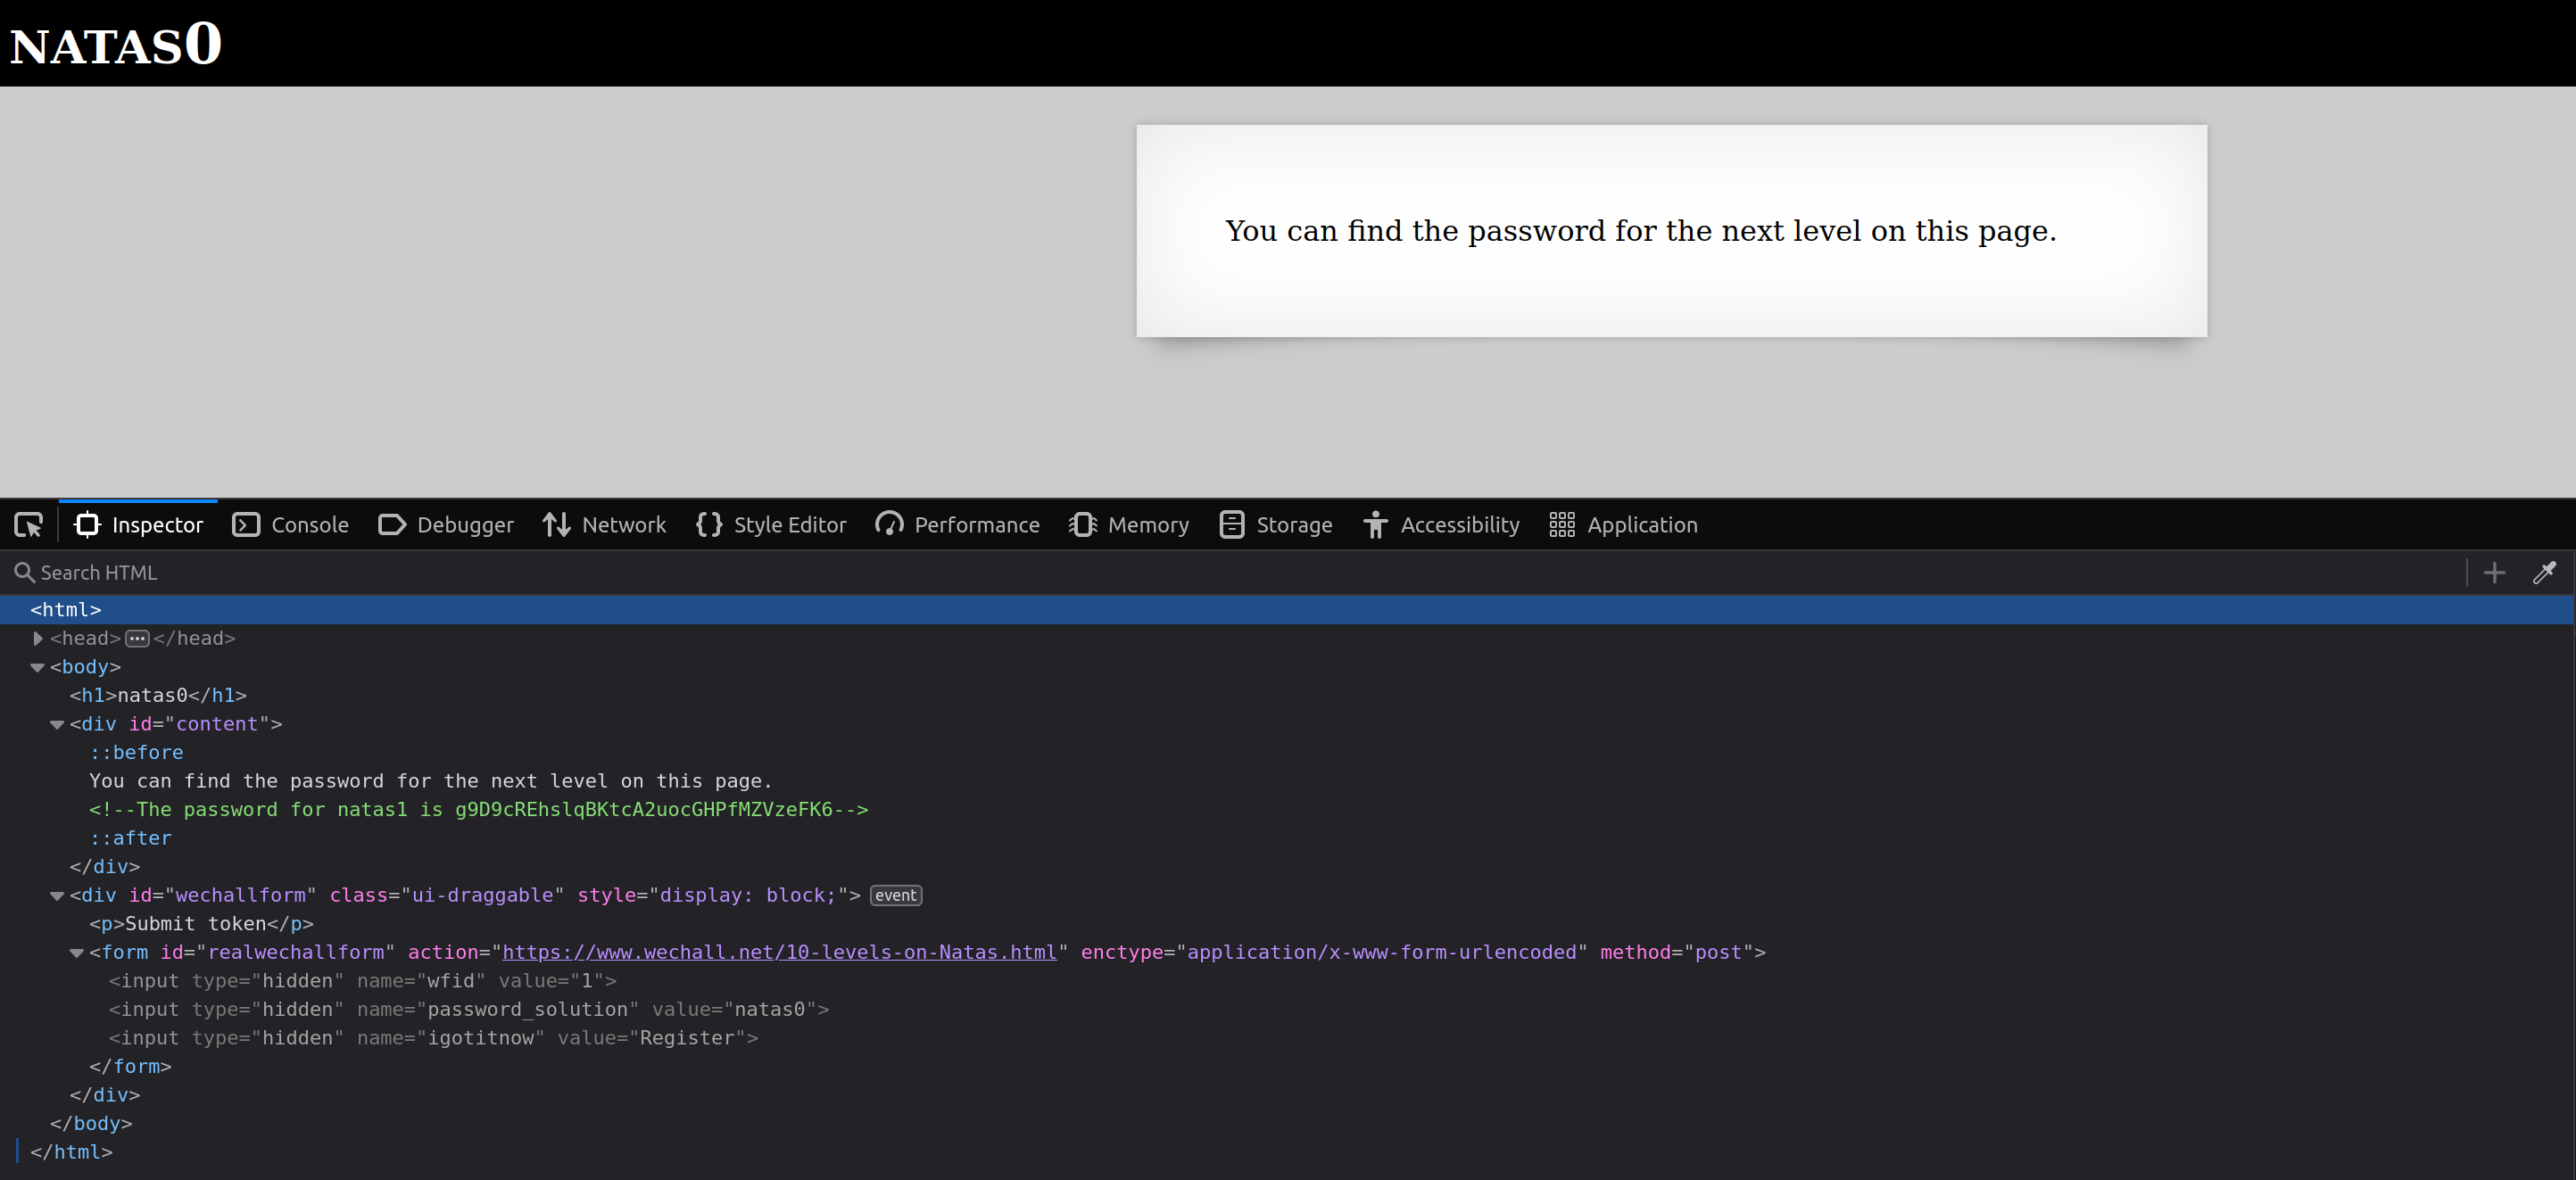 NATAS0
You can find the password for the next level on this page.
Inspector Console Debugger Network Style Editor Performance Memory Storage Accessibility Application
Search HTML
<html>
<head> ••• </head>
<body>
<h1>natas0</h1>
<div id="content">
::before
You can find the password for the next level on this page.
<!--The password for natas1 is g9D9cREhslqBKtcA2uocGHPfMZVzeFK6-->
::after
</div>
<div id="wechallform" class="ui-draggable" style="display: block;"> event
<p>Submit token</p>
<form id="realwechallform" action="https://www.wechall.net/10-levels-on-Natas.html" enctype="application/x-www-form-urlencoded" method="post">
<input type="hidden" name="wfid" value="1">
<input type="hidden" name="password_solution" value="natas0">
<input type="hidden" name="igotitnow" value="Register">
</form>
</div>
</body>
</html>